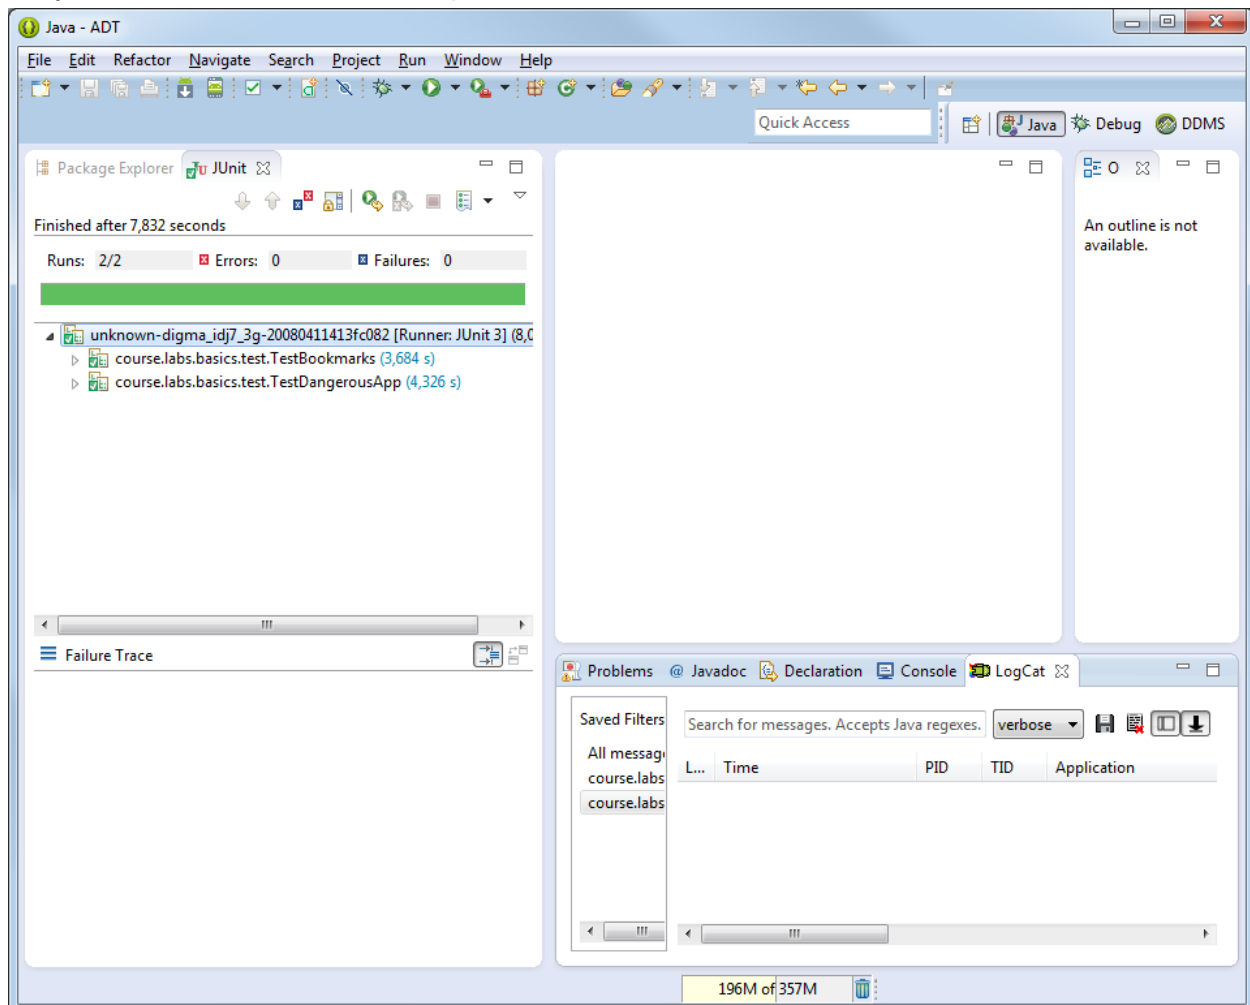 Java - ADT
File Edit Refactor Navigate Search Project Run Window Help
Quick Access
Java Debug DDMS
Package Explorer JUnit
O
Finished after 7,832 seconds
An outline is not
available.
Runs: 2/2 Errors: 0 Failures: 0
unknown-digma_idj7_3g-20080411413fc082 [Runner: JUnit 3] (8,0
course.labs.basics.test.TestBookmarks (3,684 s)
course.labs.basics.test.TestDangerousApp (4,326 s)
Failure Trace
Problems @ Javadoc Declaration Console LogCat
Saved Filters
Search for messages. Accepts Java regexes. verbose
All messag
course.labs
course.labs
L... Time PID TID Application
196M of 357M